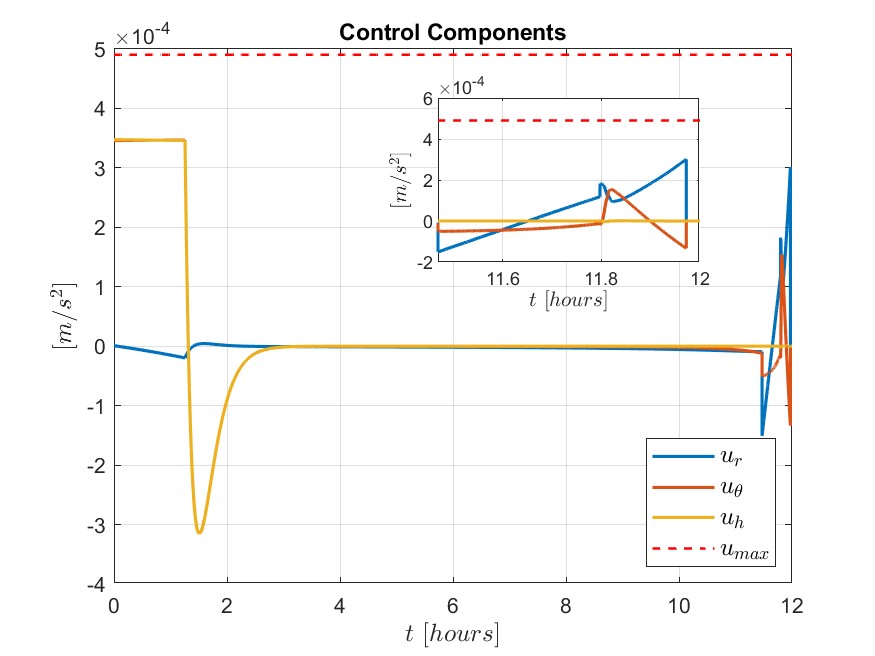 Control Components
×10⁻⁴
5
4
3
2
1
0
-1
-2
-3
-4
[m/s²]
0 2 4 6 8 10 12
t [hours]
×10⁻⁴
6
4
2
0
-2
[m/s²]
11.6 11.8 12
t [hours]
u_r
u_θ
u_h
u_max